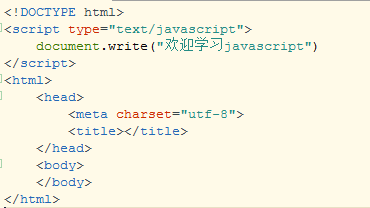 <!DOCTYPE html>
<script type="text/javascript">
    document.write("欢迎学习javascript")
</script>
<html>
    <head>
        <meta charset="utf-8">
        <title></title>
    </head>
    <body>
    </body>
</html>